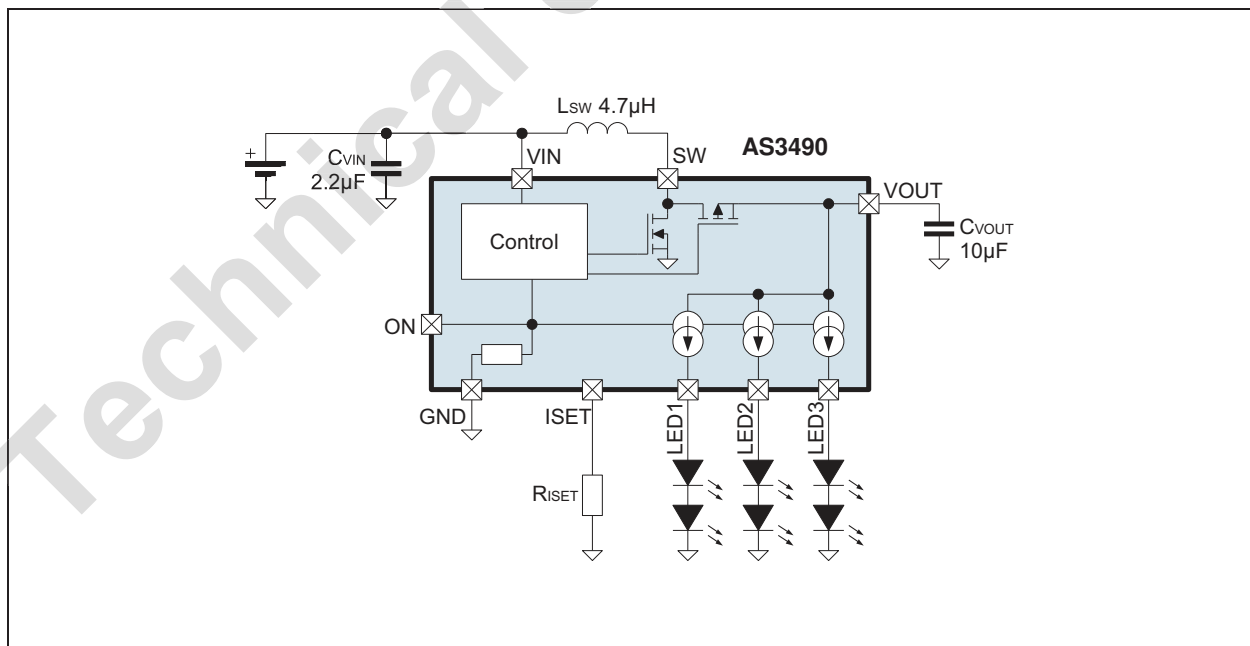 Technical
LSW 4.7µH
AS3490
+
CVIN
2.2µF
VIN
SW
VOUT
CVOUT
10µF
Control
ON
GND
ISET
LED1
LED2
LED3
RISET